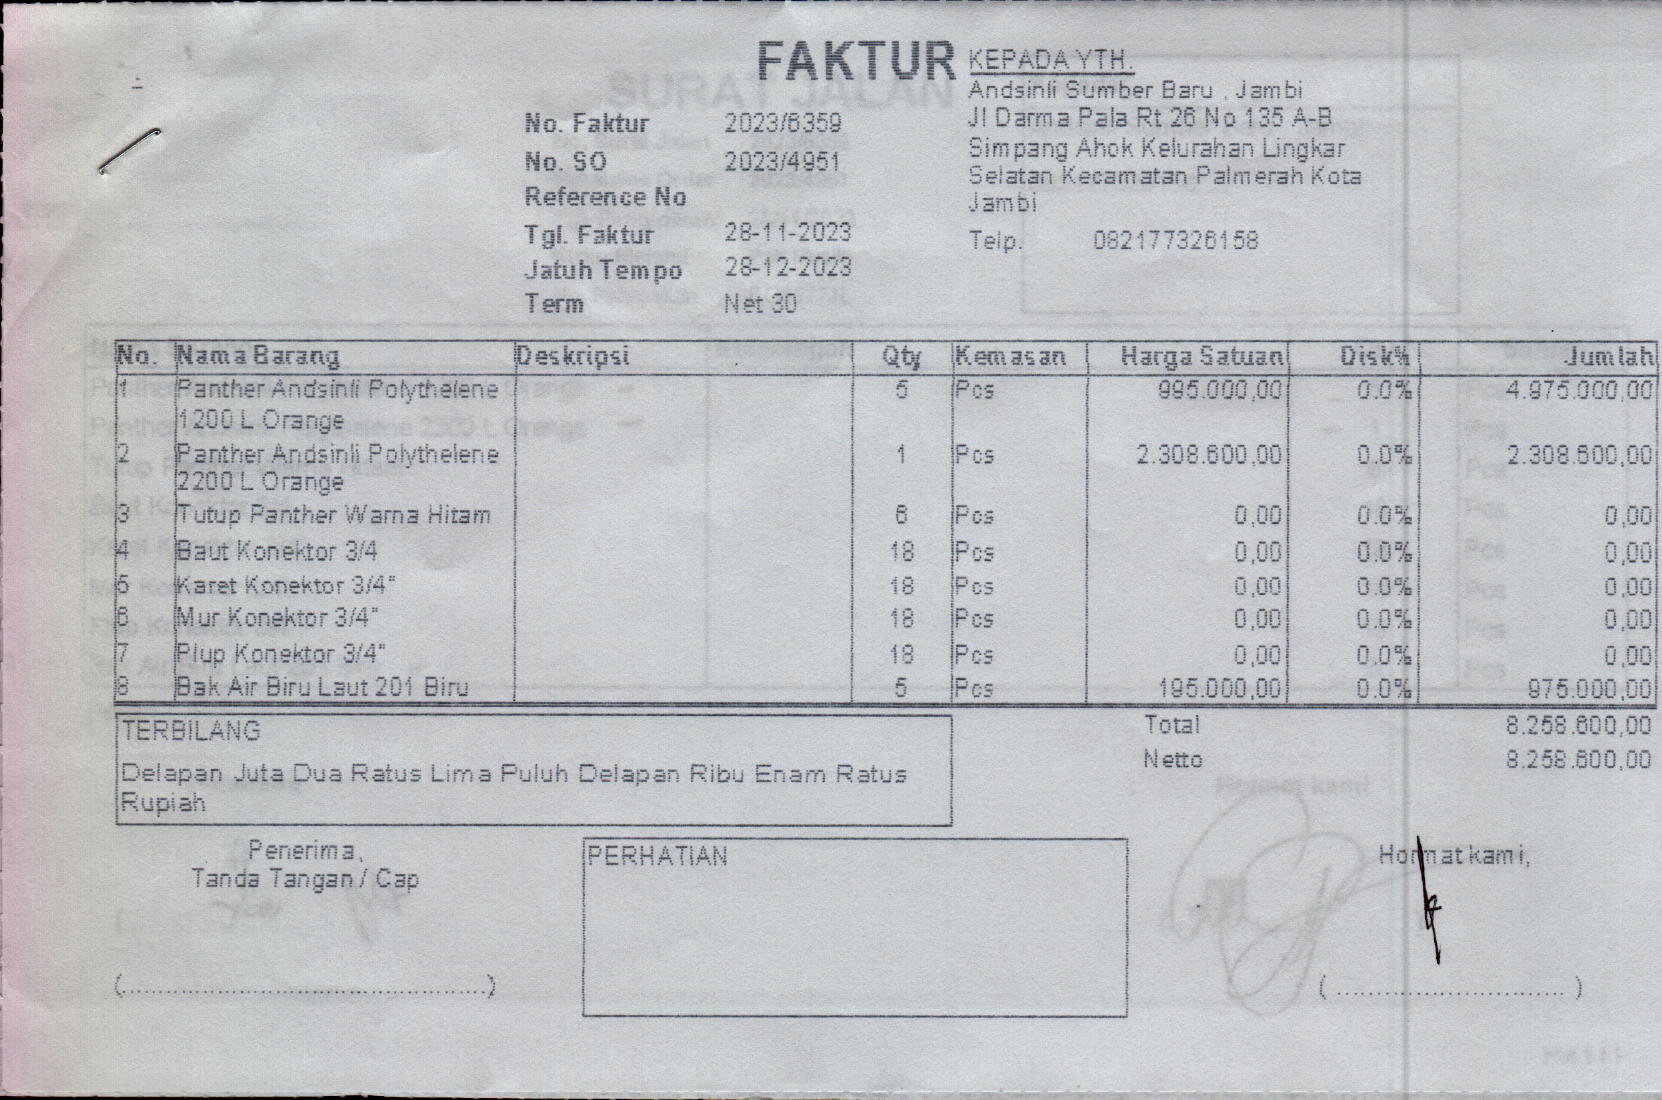 FAKTUR
No. Faktur 2023/6359
No. SO 2023/4951
Reference No
Tgl. Faktur 28-11-2023
Jatuh Tempo 28-12-2023
Term Net 30
KEPADA YTH.
Andsinli Sumber Baru , Jambi
Jl Darma Pala Rt 26 No 135 A-B
Simpang Ahok Kelurahan Lingkar
Selatan Kecamatan Palmerah Kota
Jambi
Telp. 082177326158
No. Nama Barang Deskripsi Qty Kemasan Harga Satuan Disk% Jumlah
1 Panther Andsinli Polythelene 5 Pcs 995.000,00 0.0% 4.975.000,00
1200 L Orange
2 Panther Andsinli Polythelene 1 Pcs 2.308.600,00 0.0% 2.308.600,00
2200 L Orange
3 Tutup Panther Warna Hitam 6 Pcs 0,00 0.0% 0,00
4 Baut Konektor 3/4 18 Pcs 0,00 0.0% 0,00
5 Karet Konektor 3/4" 18 Pcs 0,00 0.0% 0,00
6 Mur Konektor 3/4" 18 Pcs 0,00 0.0% 0,00
7 Plup Konektor 3/4" 18 Pcs 0,00 0.0% 0,00
8 Bak Air Biru Laut 201 Biru 5 Pcs 195.000,00 0.0% 975.000,00
Total 8.258.600,00
Netto 8.258.600,00
TERBILANG
Delapan Juta Dua Ratus Lima Puluh Delapan Ribu Enam Ratus
Rupiah
Penerima,
Tanda Tangan / Cap
(..................................................)
PERHATIAN
Hormat kami,
( ............................... )